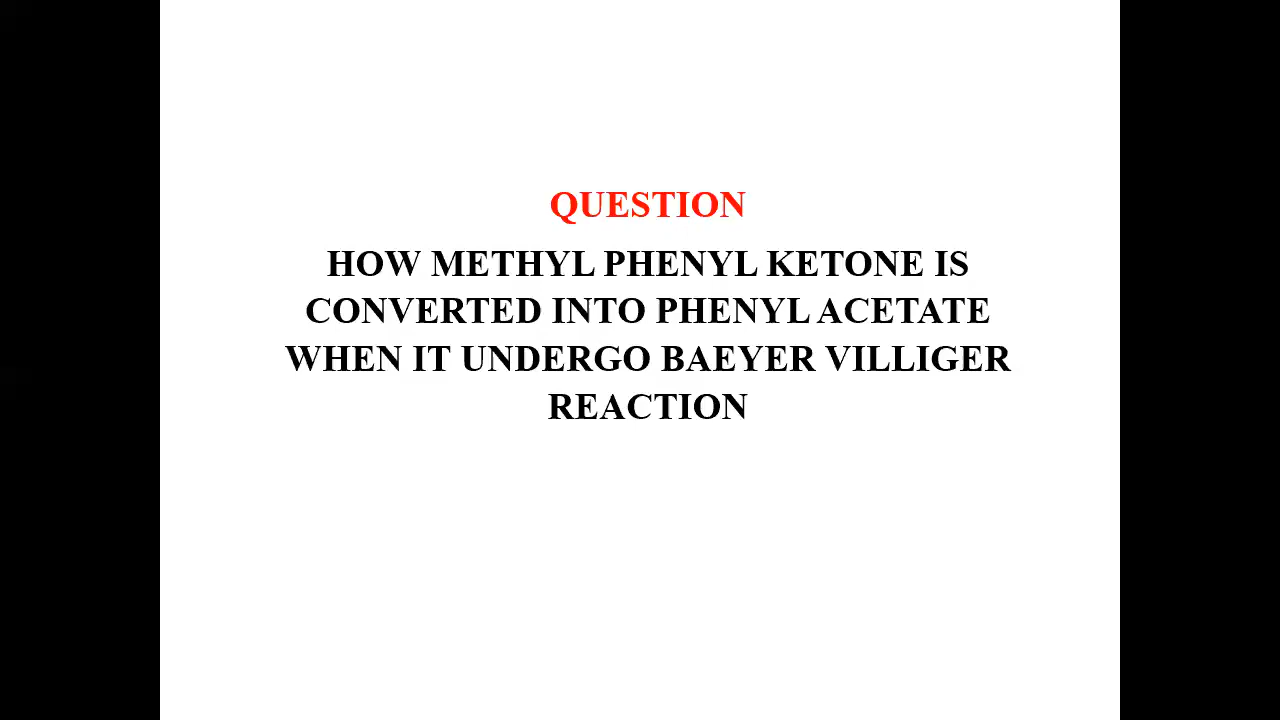 QUESTION
HOW METHYL PHENYL KETONE IS
CONVERTED INTO PHENYL ACETATE
WHEN IT UNDERGO BAEYER VILLIGER
REACTION